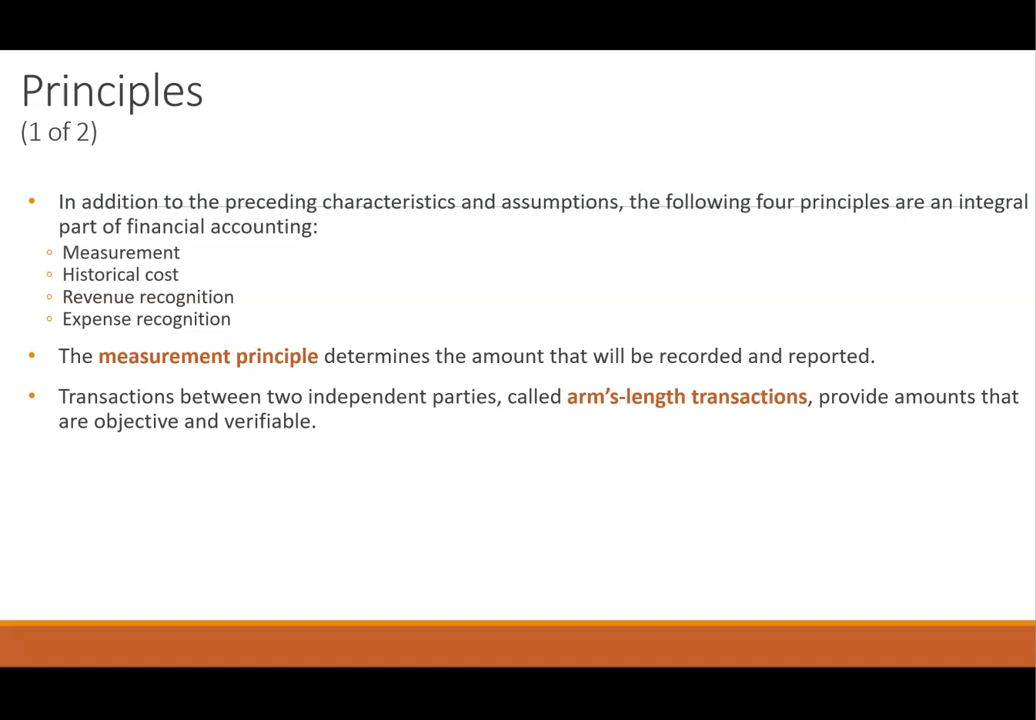 Principles
(1 of 2)
• In addition to the preceding characteristics and assumptions, the following four principles are an integral
part of financial accounting:
◦ Measurement
◦ Historical cost
◦ Revenue recognition
◦ Expense recognition
• The measurement principle determines the amount that will be recorded and reported.
• Transactions between two independent parties, called arm’s-length transactions, provide amounts that
are objective and verifiable.